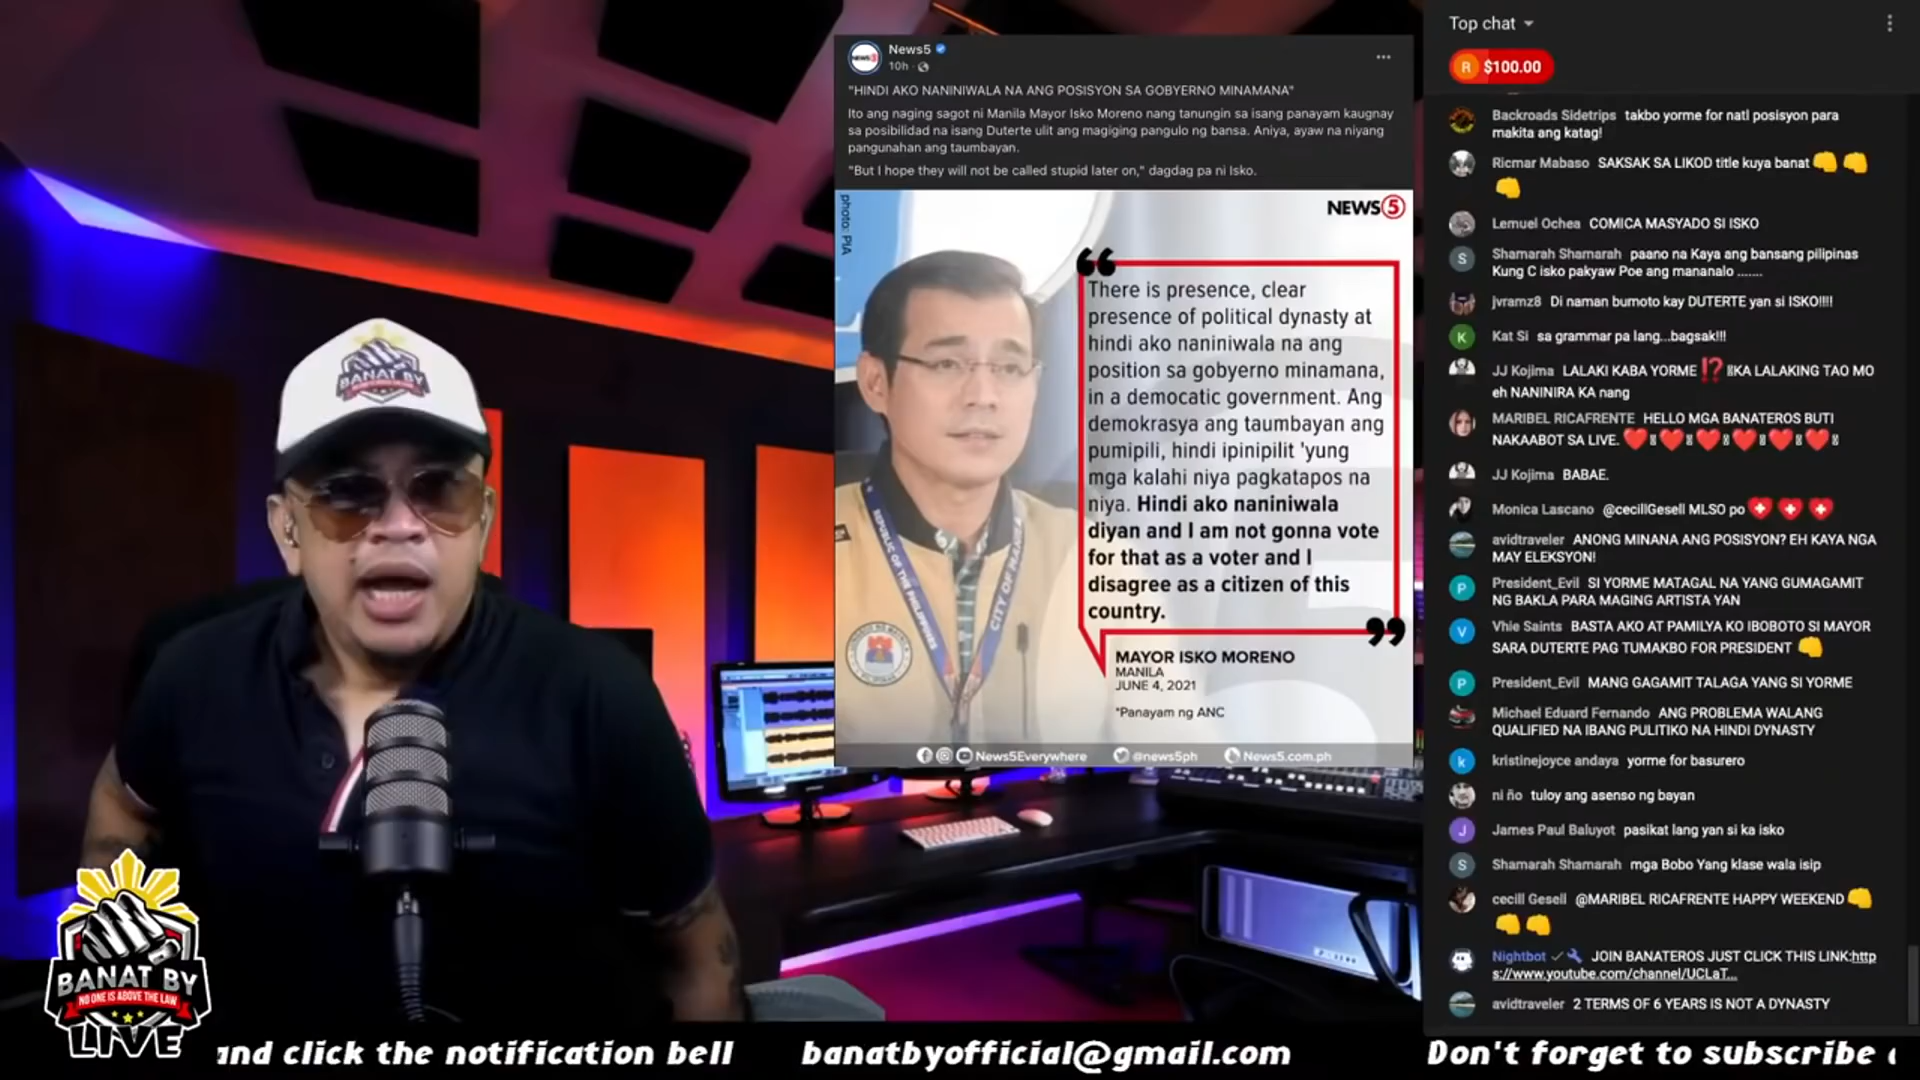 News5
10h
"HINDI AKO NANINIWALA NA ANG POSISYON SA GOBYERNO MINAMANA"
Ito ang naging sagot ni Manila Mayor Isko Moreno nang tanungin sa isang panayam kaugnay
sa posibilidad na isang Duterte ulit ang magiging pangulo ng bansa. Aniya, ayaw na niyang
pangunahan ang taumbayan.
"But I hope they will not be called stupid later on," dagdag pa ni Isko.
photo: PIA
NEWS5
There is presence, clear
presence of political dynasty at
hindi ako naniniwala na ang
position sa gobyerno minamana,
in a democatic government. Ang
demokrasya ang taumbayan ang
pumipili, hindi ipinipilit 'yung
mga kalahi niya pagkatapos na
niya. Hindi ako naniniwala
diyan and I am not gonna vote
for that as a voter and I
disagree as a citizen of this
country.
REPUBLIC OF THE PHILIPPINES
CITY OF MANILA
MAYOR ISKO MORENO
MANILA
JUNE 4, 2021
*Panayam ng ANC
News5Everywhere
@news5ph
News5.com.ph
BANAT BY
BANAT BY
NO ONE IS ABOVE THE LAW
LIVE
Top chat
R $100.00
Backroads Sidetrips takbo yorme for natl posisyon para
makita ang katag!
Ricmar Mabaso SAKSAK SA LIKOD title kuya banat
Lemuel Ochea COMICA MASYADO SI ISKO
S Shamarah Shamarah paano na Kaya ang bansang pilipinas
Kung C isko pakyaw Poe ang mananalo .......
jvramz8 Di naman bumoto kay DUTERTE yan si ISKO!!!!
K Kat Si sa grammar pa lang...bagsak!!!
JJ Kojima LALAKI KABA YORME ⁉️KA LALAKING TAO MO
eh NANINIRA KA nang
MARIBEL RICAFRENTE HELLO MGA BANATEROS BUTI
NAKAABOT SA LIVE.
JJ Kojima BABAE.
Monica Lascano @cecillGesell MLSO po
avidtraveler ANONG MINANA ANG POSISYON? EH KAYA NGA
MAY ELEKSYON!
P President_Evil SI YORME MATAGAL NA YANG GUMAGAMIT
NG BAKLA PARA MAGING ARTISTA YAN
V Vhie Saints BASTA AKO AT PAMILYA KO IBOBOTO SI MAYOR
SARA DUTERTE PAG TUMAKBO FOR PRESIDENT
P President_Evil MANG GAGAMIT TALAGA YANG SI YORME
Michael Eduard Fernando ANG PROBLEMA WALANG
QUALIFIED NA IBANG PULITIKO NA HINDI DYNASTY
k kristinejoyce andaya yorme for basurero
ni ño tuloy ang asenso ng bayan
J James Paul Baluyot pasikat lang yan si ka isko
S Shamarah Shamarah mga Bobo Yang klase wala isip
cecill Gesell @MARIBEL RICAFRENTE HAPPY WEEKEND
Nightbot JOIN BANATEROS JUST CLICK THIS LINK:http
s://www.youtube.com/channel/UCLaT...
avidtraveler 2 TERMS OF 6 YEARS IS NOT A DYNASTY
and click the notification bell banatbyofficial@gmail.com Don't forget to subscribe